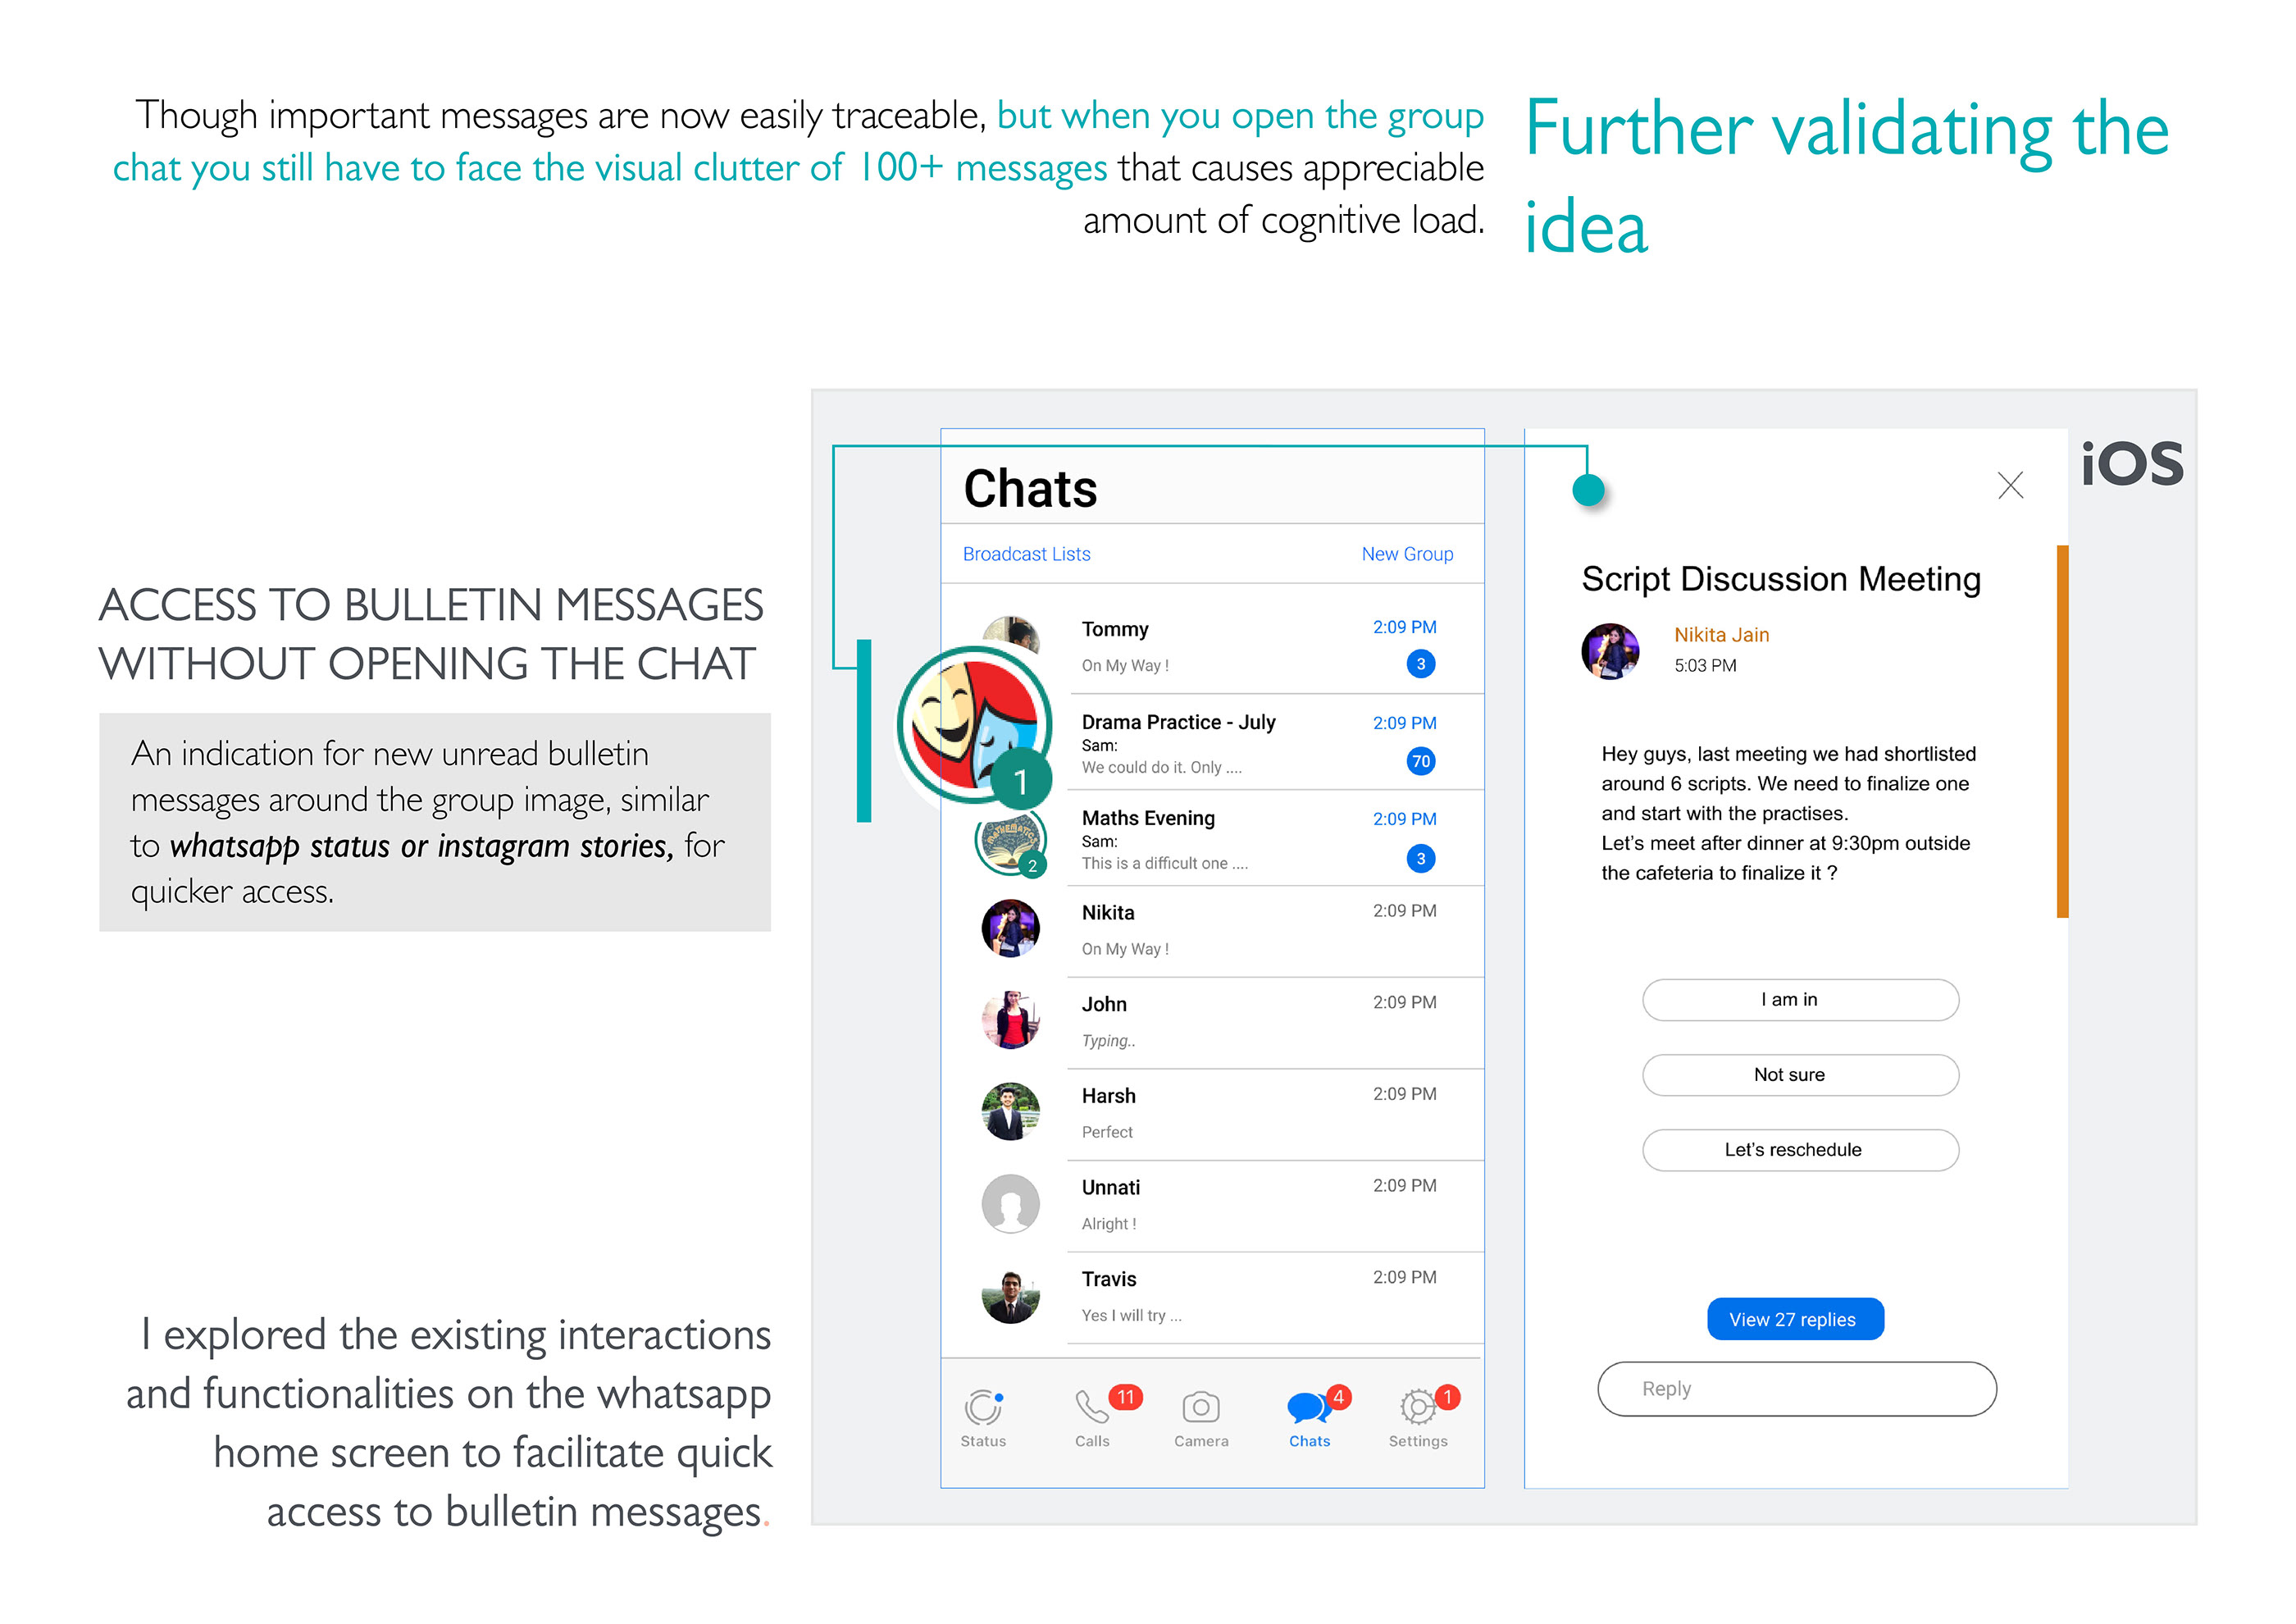 Though important messages are now easily traceable, but when you open the group
chat you still have to face the visual clutter of 100+ messages that causes appreciable
amount of cognitive load.
Further validating the
idea
ACCESS TO BULLETIN MESSAGES
WITHOUT OPENING THE CHAT
An indication for new unread bulletin
messages around the group image, similar
to whatsapp status or instagram stories, for
quicker access.
I explored the existing interactions
and functionalities on the whatsapp
home screen to facilitate quick
access to bulletin messages.
Chats
Broadcast Lists New Group
Tommy 2:09 PM
On My Way ! 3
Drama Practice - July 2:09 PM
Sam:
We could do it. Only .... 70
1
Maths Evening 2:09 PM
Sam:
This is a difficult one .... 3
MATHEMATICS
2
Nikita 2:09 PM
On My Way !
John 2:09 PM
Typing..
Harsh 2:09 PM
Perfect
Unnati 2:09 PM
Alright !
Travis 2:09 PM
Yes I will try ...
11 4 1
Status Calls Camera Chats Settings
iOS
Script Discussion Meeting
Nikita Jain
5:03 PM
Hey guys, last meeting we had shortlisted
around 6 scripts. We need to finalize one
and start with the practises.
Let's meet after dinner at 9:30pm outside
the cafeteria to finalize it ?
I am in
Not sure
Let's reschedule
View 27 replies
Reply